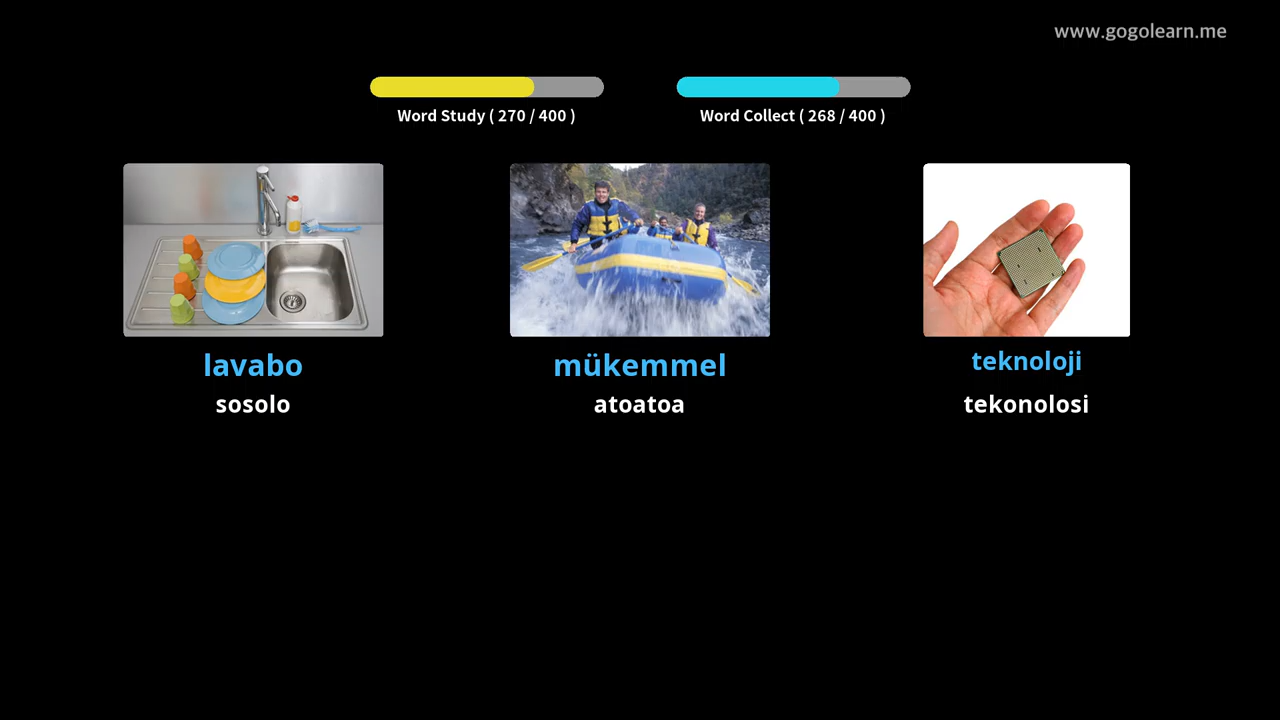 www.gogolearn.me
Word Study ( 270 / 400 )
Word Collect ( 268 / 400 )
lavabo
sosolo
mükemmel
atoatoa
teknoloji
tekonolosi